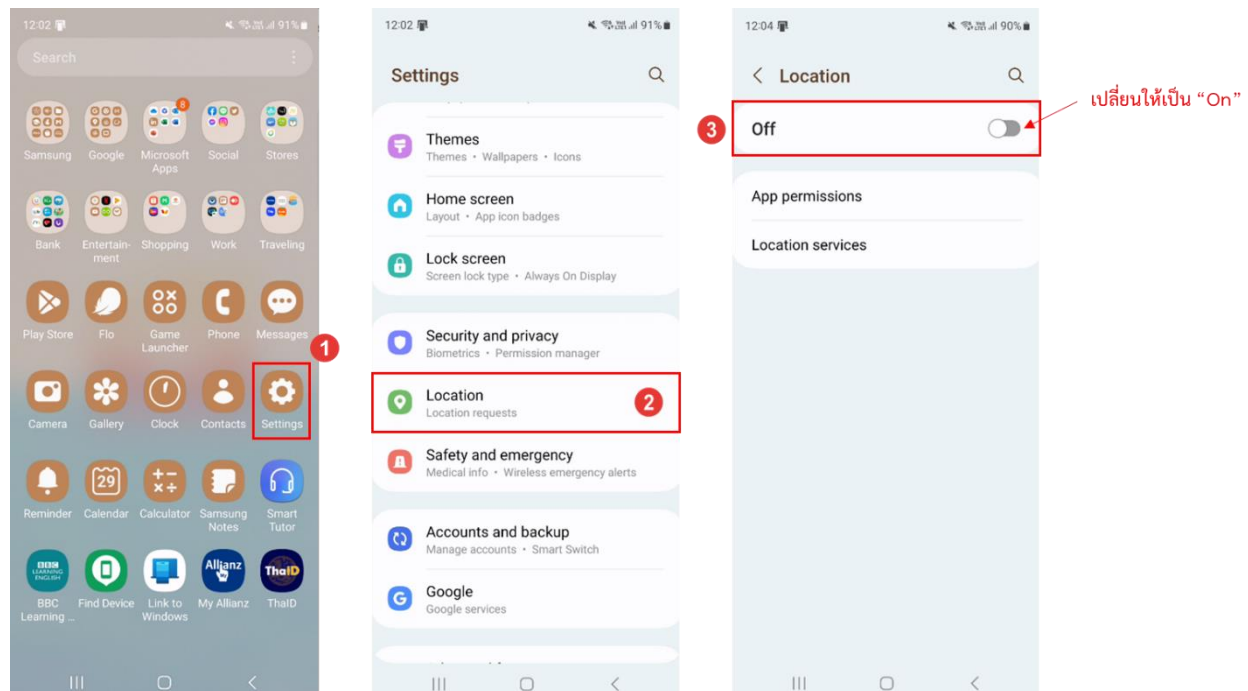 12:02
91%
Search
8
Samsung
Google
Microsoft
Apps
Social
Stores
Bank
Entertain-
ment
Shopping
Work
Traveling
Play Store
Flo
Game
Launcher
Phone
Messages
1
Camera
Gallery
Clock
Contacts
Settings
29
Reminder
Calendar
Calculator
Samsung
Notes
Smart
Tutor
BBC
LEARNING
ENGLISH
Allianz
ThaID
BBC
Learning ...
Find Device
Link to
Windows
My Allianz
ThaID
12:02
91%
Settings
Themes
Themes • Wallpapers • Icons
Home screen
Layout • App icon badges
Lock screen
Screen lock type • Always On Display
Security and privacy
Biometrics • Permission manager
Location
Location requests
2
Safety and emergency
Medical info • Wireless emergency alerts
Accounts and backup
Manage accounts • Smart Switch
Google
Google services
12:04
90%
Location
3
Off
เปลี่ยนให้เป็น “On”
App permissions
Location services